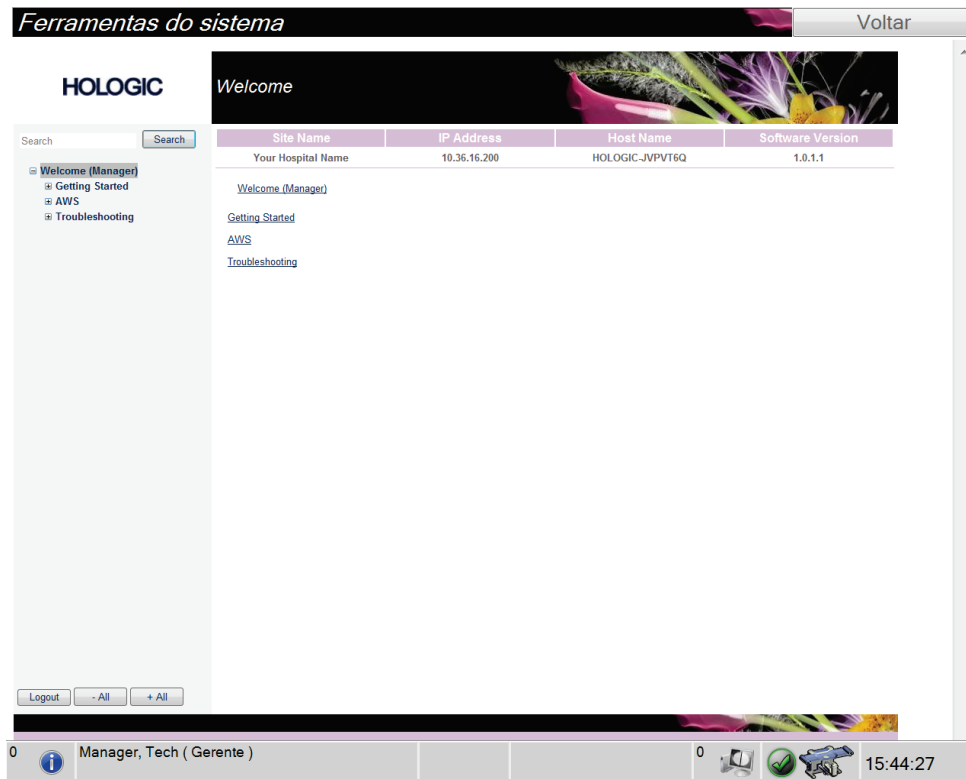 Ferramentas do sistema
Voltar
HOLOGIC
Welcome
Search
Search
Site Name IP Address Host Name Software Version
Your Hospital Name 10.36.16.200 HOLOGIC-JVPVT6Q 1.0.1.1
Welcome (Manager)
Getting Started
AWS
Troubleshooting
Welcome (Manager)
Getting Started
AWS
Troubleshooting
Logout - All + All
0 Manager, Tech ( Gerente ) 0 15:44:27